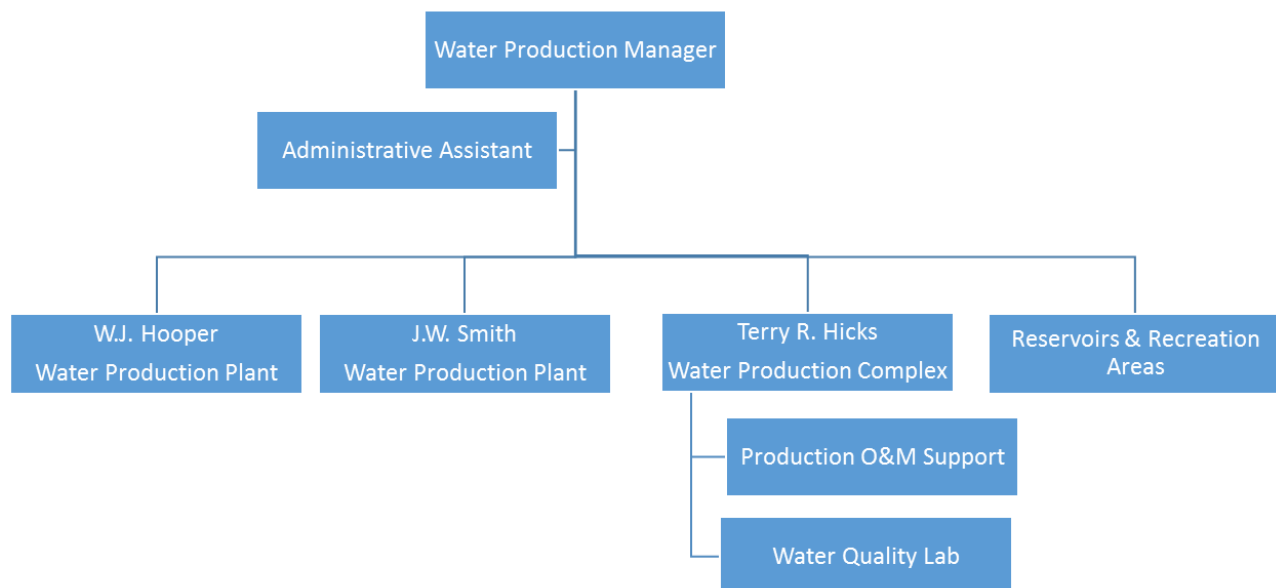 Water Production Manager
Administrative Assistant
W.J. Hooper
Water Production Plant
J.W. Smith
Water Production Plant
Terry R. Hicks
Water Production Complex
Reservoirs & Recreation
Areas
Production O&M Support
Water Quality Lab